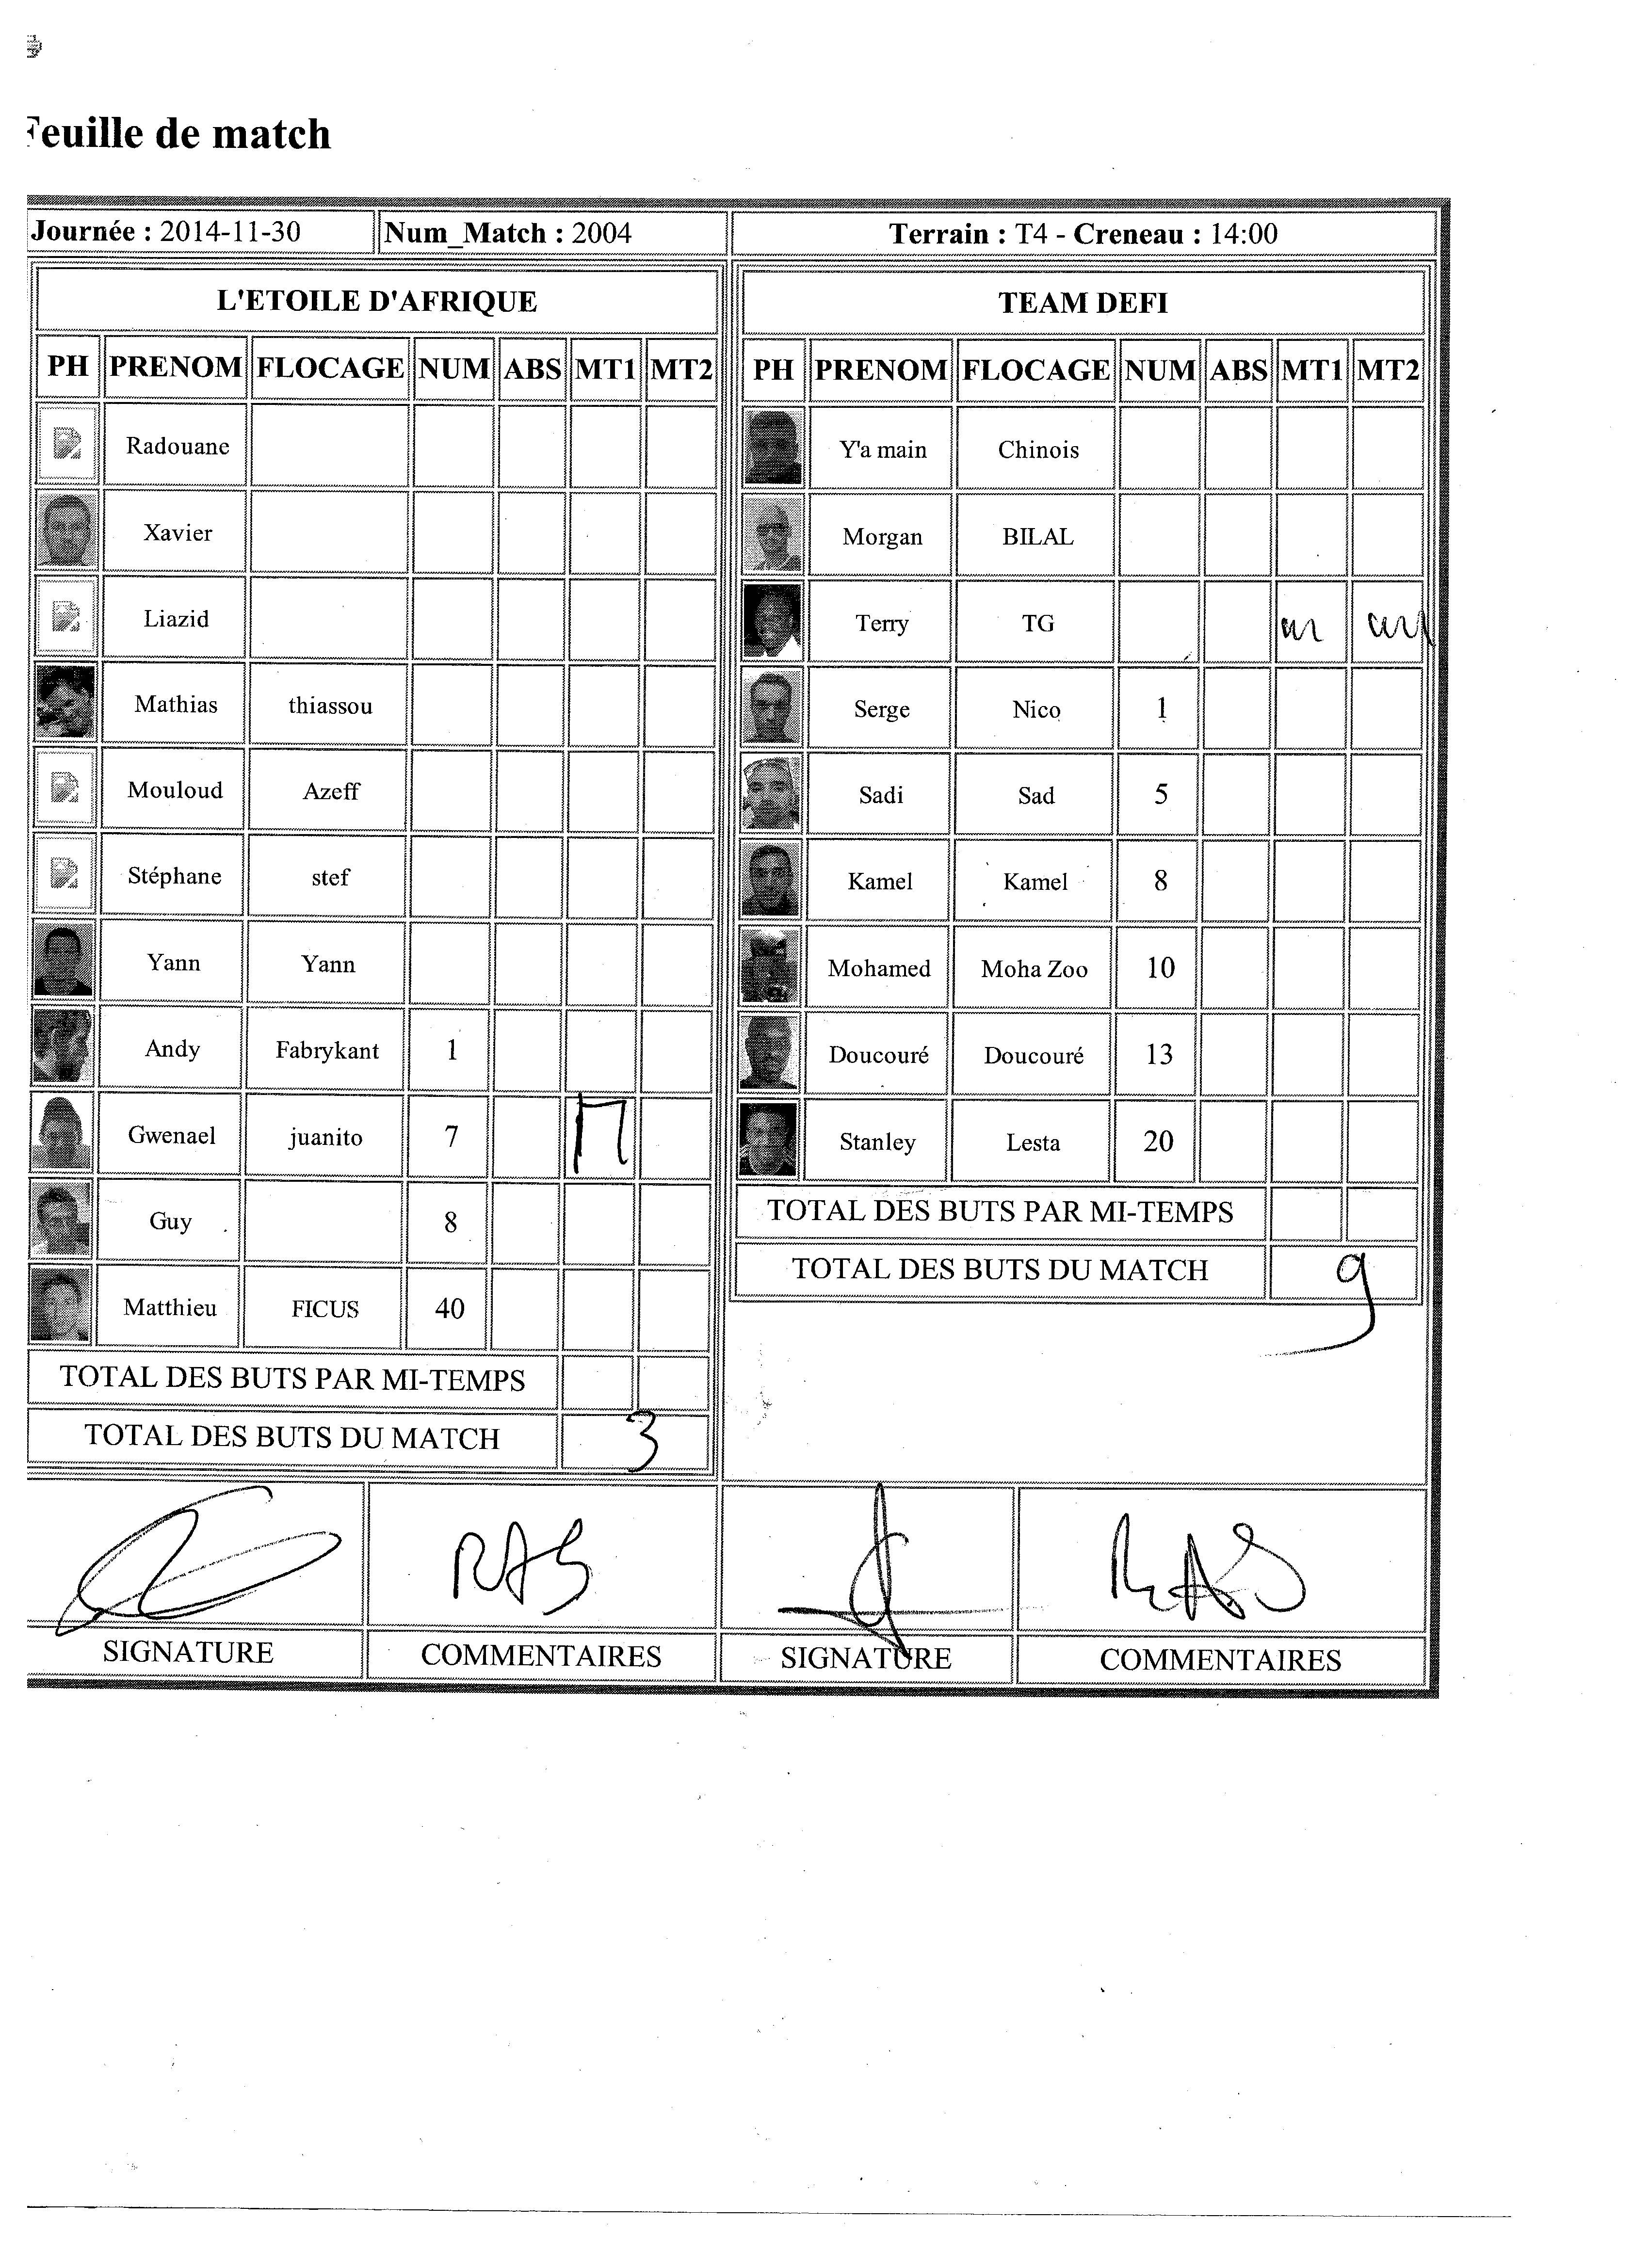 Feuille de match
Journée : 2014-11-30 Num_Match : 2004 Terrain : T4 - Creneau : 14:00
L'ETOILE D'AFRIQUE
PH PRENOM FLOCAGE NUM ABS MT1 MT2
Radouane
Xavier
Liazid
Mathias thiassou
Mouloud Azeff
Stéphane stef
Yann Yann
Andy Fabrykant 1
Gwenael juanito 7
Guy 8
Matthieu FICUS 40
TOTAL DES BUTS PAR MI-TEMPS
TOTAL DES BUTS DU MATCH 3
RAS
SIGNATURE COMMENTAIRES
TEAM DEFI
PH PRENOM FLOCAGE NUM ABS MT1 MT2
Y'a main Chinois
Morgan BILAL
Terry TG
Serge Nico 1
Sadi Sad 5
Kamel Kamel 8
Mohamed Moha Zoo 10
Doucouré Doucouré 13
Stanley Lesta 20
TOTAL DES BUTS PAR MI-TEMPS
TOTAL DES BUTS DU MATCH 9
RAS
SIGNATURE COMMENTAIRES